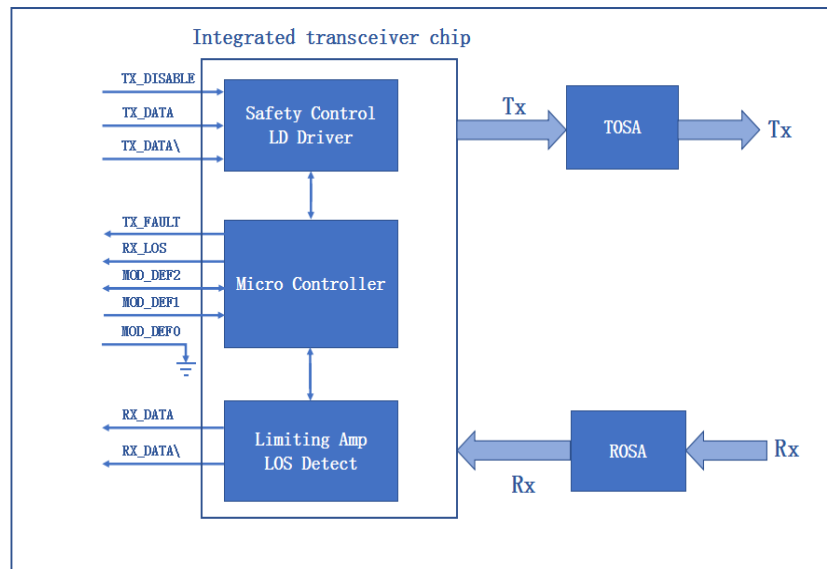 Integrated transceiver chip
TX_DISABLE
TX_DATA
TX_DATA\
Safety Control
LD Driver
Tx
TOSA
Tx
TX_FAULT
RX_LOS
MOD_DEF2
MOD_DEF1
MOD_DEF0
Micro Controller
RX_DATA
RX_DATA\
Limiting Amp
LOS Detect
Rx
ROSA
Rx